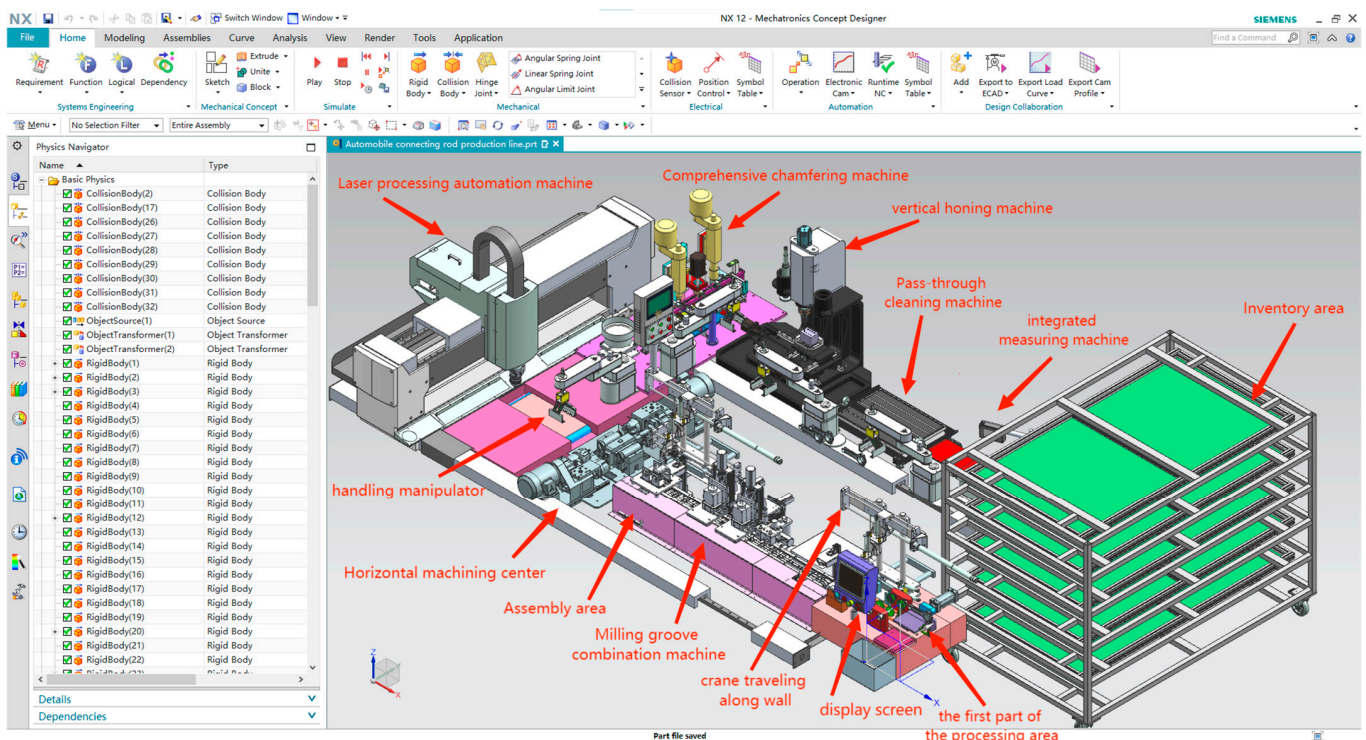 NX Switch Window Window NX 12 - Mechatronics Concept Designer SIEMENS
File Home Modeling Assemblies Curve Analysis View Render Tools Application Find a Command
Requirement Function Logical Dependency Sketch Extrude Unite Block Play Stop Rigid Body Collision Body Hinge Joint Angular Spring Joint Linear Spring Joint Angular Limit Joint Collision Sensor Position Control Symbol Table Operation Electronic Cam Runtime NC Symbol Table Add Export to ECAD Export Load Curve Export Cam Profile
Systems Engineering Mechanical Concept Simulate Mechanical Electrical Automation Design Collaboration
Menu No Selection Filter Entire Assembly
Physics Navigator
Automobile connecting rod production line.prt
Name Type
Basic Physics
CollisionBody(2) Collision Body
CollisionBody(17) Collision Body
CollisionBody(26) Collision Body
CollisionBody(27) Collision Body
CollisionBody(28) Collision Body
CollisionBody(29) Collision Body
CollisionBody(30) Collision Body
CollisionBody(31) Collision Body
CollisionBody(32) Collision Body
ObjectSource(1) Object Source
ObjectTransformer(1) Object Transformer
ObjectTransformer(2) Object Transformer
RigidBody(1) Rigid Body
RigidBody(2) Rigid Body
RigidBody(3) Rigid Body
RigidBody(4) Rigid Body
RigidBody(5) Rigid Body
RigidBody(6) Rigid Body
RigidBody(7) Rigid Body
RigidBody(8) Rigid Body
RigidBody(9) Rigid Body
RigidBody(10) Rigid Body
RigidBody(11) Rigid Body
RigidBody(12) Rigid Body
RigidBody(13) Rigid Body
RigidBody(14) Rigid Body
RigidBody(15) Rigid Body
RigidBody(16) Rigid Body
RigidBody(17) Rigid Body
RigidBody(18) Rigid Body
RigidBody(19) Rigid Body
RigidBody(20) Rigid Body
RigidBody(21) Rigid Body
RigidBody(22) Rigid Body
Details
Dependencies
Laser processing automation machine
Comprehensive chamfering machine
vertical honing machine
Pass-through
cleaning machine
integrated
measuring machine
Inventory area
handling manipulator
Horizontal machining center
Assembly area
Milling groove
combination machine
crane traveling
along wall
display screen
the first part of
the processing area
Z
X
X
Part file saved